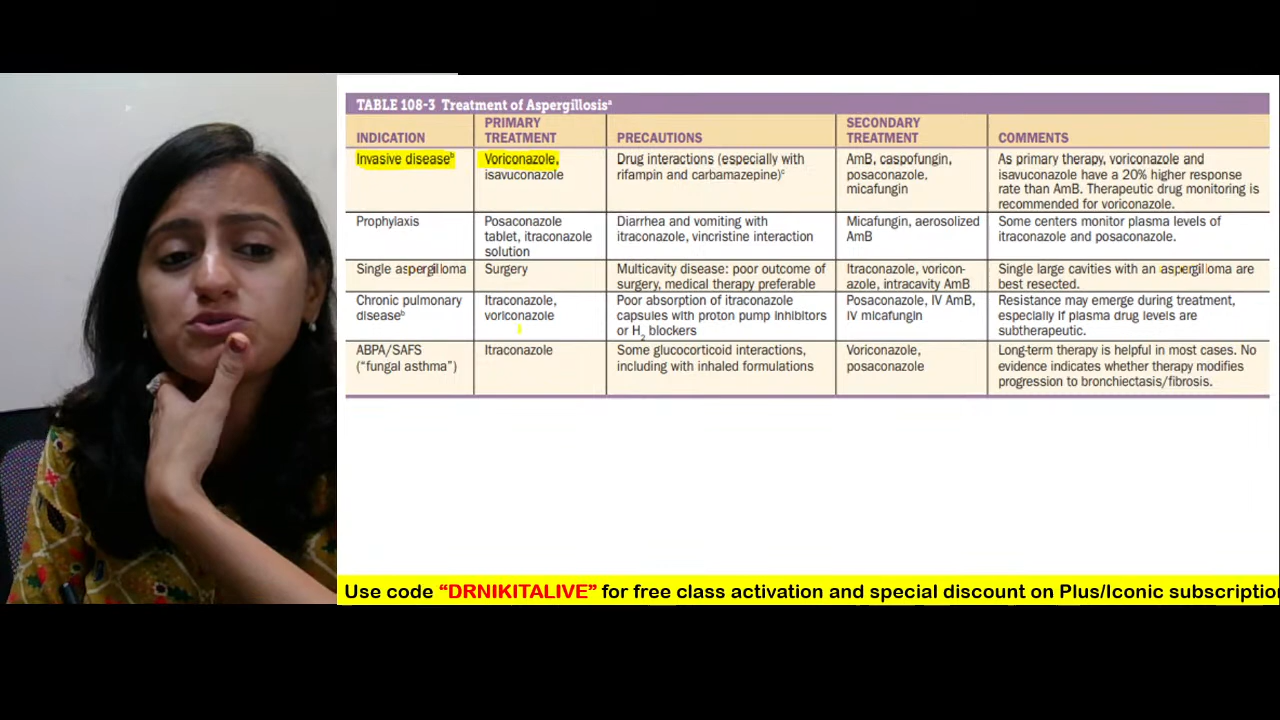 TABLE 108-3 Treatment of Aspergillosisª
INDICATION
PRIMARY
TREATMENT
PRECAUTIONS
SECONDARY
TREATMENT
COMMENTS
Invasive diseaseᵇ
Voriconazole,
isavuconazole
Drug interactions (especially with
rifampin and carbamazepine)ᶜ
AmB, caspofungin,
posaconazole,
micafungin
As primary therapy, voriconazole and
isavuconazole have a 20% higher response
rate than AmB. Therapeutic drug monitoring is
recommended for voriconazole.
Prophylaxis
Posaconazole
tablet, itraconazole
solution
Diarrhea and vomiting with
itraconazole, vincristine interaction
Micafungin, aerosolized
AmB
Some centers monitor plasma levels of
itraconazole and posaconazole.
Single aspergilloma
Surgery
Multicavity disease: poor outcome of
surgery, medical therapy preferable
Itraconazole, voricon-
azole, intracavity AmB
Single large cavities with an aspergilloma are
best resected.
Chronic pulmonary
diseaseᵇ
Itraconazole,
voriconazole
Poor absorption of itraconazole
capsules with proton pump inhibitors
or H₂ blockers
Posaconazole, IV AmB,
IV micafungin
Resistance may emerge during treatment,
especially if plasma drug levels are
subtherapeutic.
ABPA/SAFS
("fungal asthma")
Itraconazole
Some glucocorticoid interactions,
including with inhaled formulations
Voriconazole,
posaconazole
Long-term therapy is helpful in most cases. No
evidence indicates whether therapy modifies
progression to bronchiectasis/fibrosis.
Use code “DRNIKITALIVE” for free class activation and special discount on Plus/Iconic subscriptio